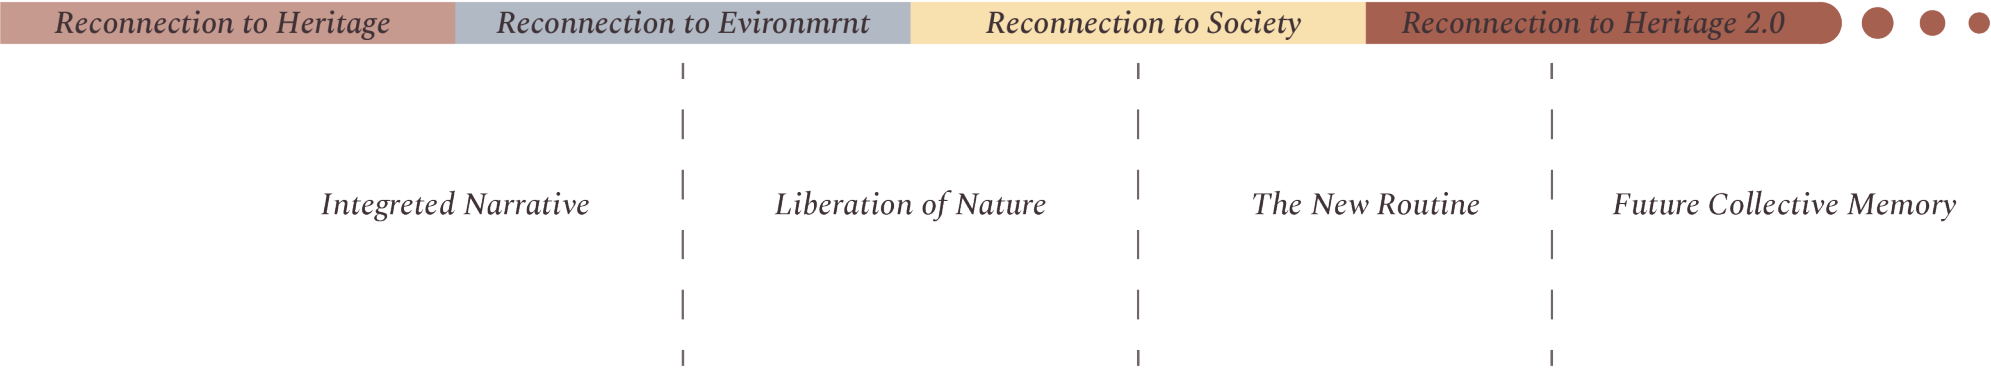 Reconnection to Heritage
Reconnection to Evironmrnt
Reconnection to Society
Reconnection to Heritage 2.0
Integreted Narrative
Liberation of Nature
The New Routine
Future Collective Memory